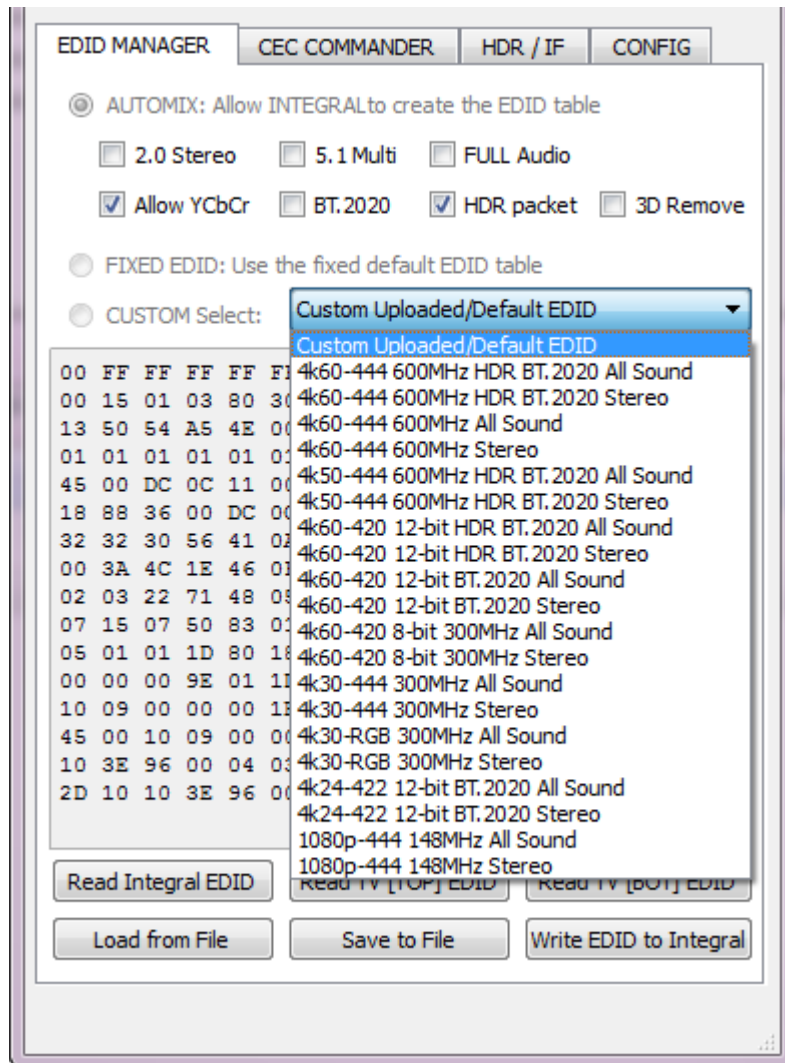 EDID MANAGER CEC COMMANDER HDR / IF CONFIG
AUTOMIX: Allow INTEGRALto create the EDID table
2.0 Stereo 5.1 Multi FULL Audio
Allow YCbCr BT.2020 HDR packet 3D Remove
FIXED EDID: Use the fixed default EDID table
CUSTOM Select: Custom Uploaded/Default EDID
Custom Uploaded/Default EDID
00 FF FF FF FF 4k60-444 600MHz HDR BT.2020 All Sound
00 15 01 03 80 4k60-444 600MHz HDR BT.2020 Stereo
13 50 54 A5 4E 4k60-444 600MHz All Sound
01 01 01 01 01 4k60-444 600MHz Stereo
45 00 DC 0C 11 4k50-444 600MHz HDR BT.2020 All Sound
18 88 36 00 DC 4k50-444 600MHz HDR BT.2020 Stereo
32 32 30 56 41 4k60-420 12-bit HDR BT.2020 All Sound
00 3A 4C 1E 46 4k60-420 12-bit HDR BT.2020 Stereo
02 03 22 71 48 4k60-420 12-bit BT.2020 All Sound
07 15 07 50 83 4k60-420 12-bit BT.2020 Stereo
05 01 01 1D 80 4k60-420 8-bit 300MHz All Sound
00 00 00 9E 01 4k60-420 8-bit 300MHz Stereo
10 09 00 00 00 4k30-444 300MHz All Sound
45 00 10 09 00 4k30-444 300MHz Stereo
10 3E 96 00 04 4k30-RGB 300MHz All Sound
2D 10 10 3E 96 4k30-RGB 300MHz Stereo
4k24-422 12-bit BT.2020 All Sound
4k24-422 12-bit BT.2020 Stereo
1080p-444 148MHz All Sound
1080p-444 148MHz Stereo
Read Integral EDID Read TV [TOP] EDID Read TV [BOT] EDID
Load from File Save to File Write EDID to Integral